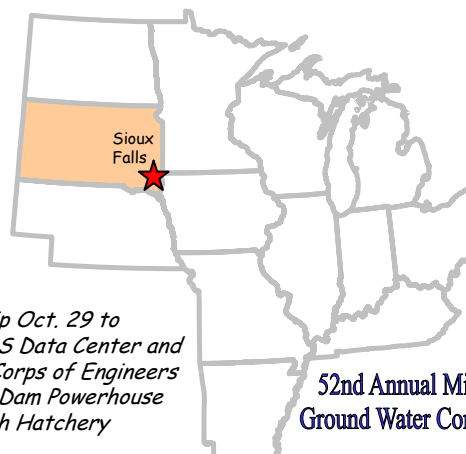 Sioux
Falls
p Oct. 29 to
S Data Center and
Corps of Engineers
Dam Powerhouse
h Hatchery
52nd Annual Mi
Ground Water Con